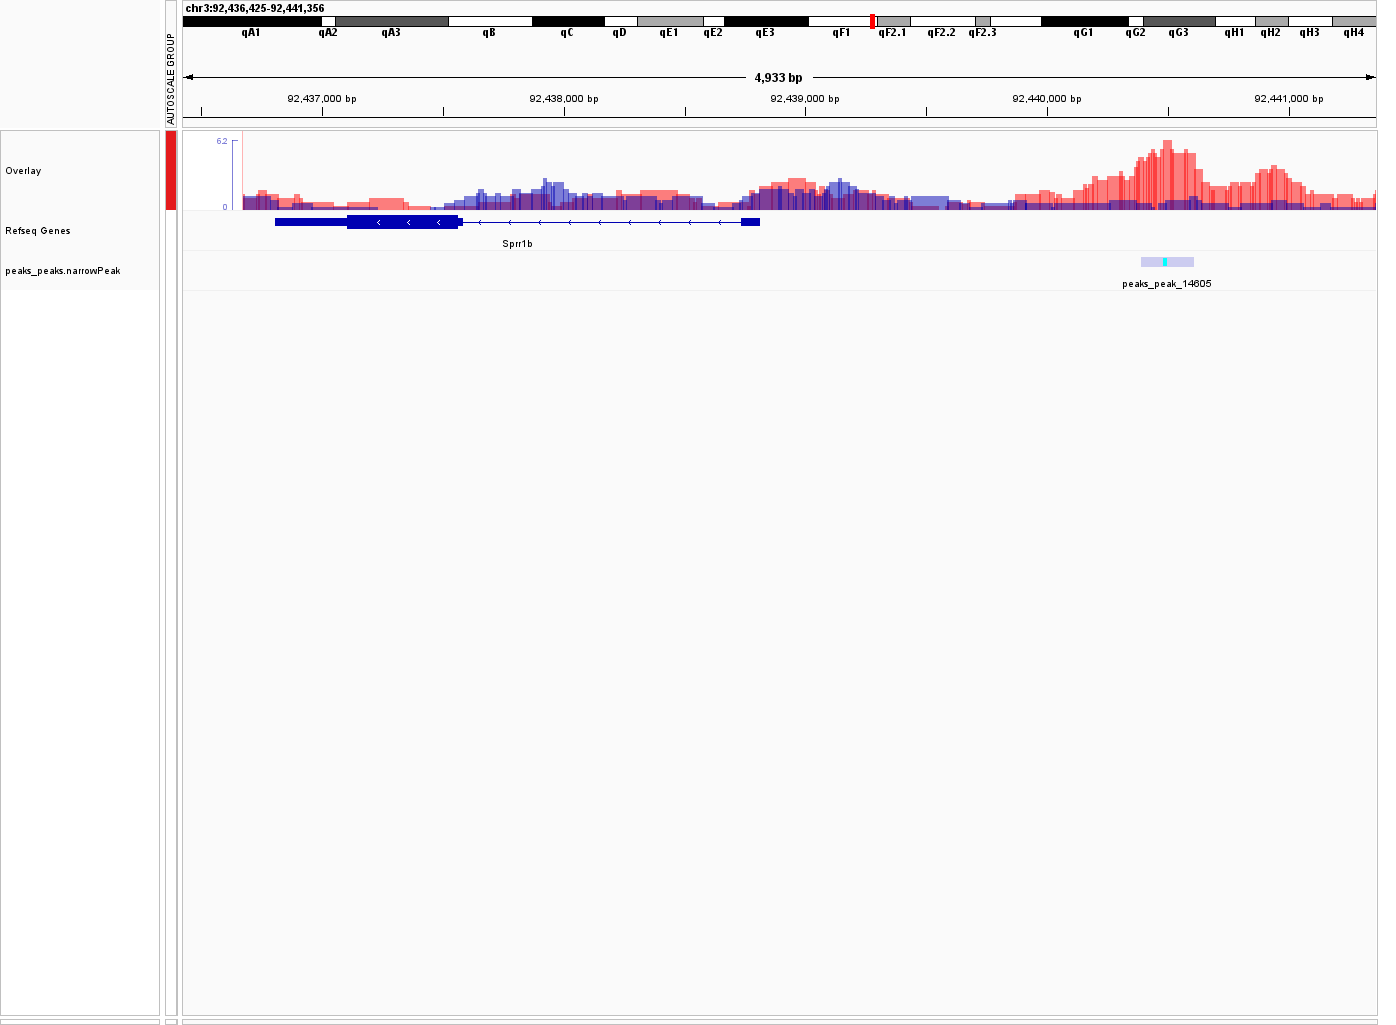 chr3:92,436,425-92,441,356
qA1 qA2 qA3 qB qC qD qE1 qE2 qE3 qF1 qF2.1 qF2.2 qF2.3 qG1 qG2 qG3 qH1 qH2 qH3 qH4
AUTOSCALE GROUP
4,933 bp
92,437,000 bp 92,438,000 bp 92,439,000 bp 92,440,000 bp 92,441,000 bp
62
Overlay
0
Refseq Genes
Sprr1b
peaks_peaks.narrowPeak
peaks_peak_14605